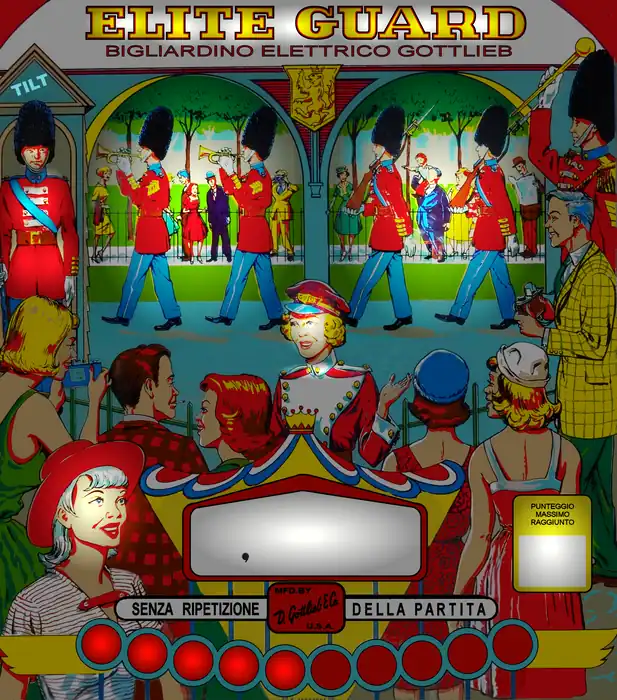 ELITE GUARD
BIGLIARDINO ELETTRICO GOTTLIEB
TILT
PUNTEGGIO
MASSIMO
RAGGIUNTO
MFD. BY
SENZA RIPETIZIONE
D. Gottlieb & Co.
DELLA PARTITA
U.S.A.